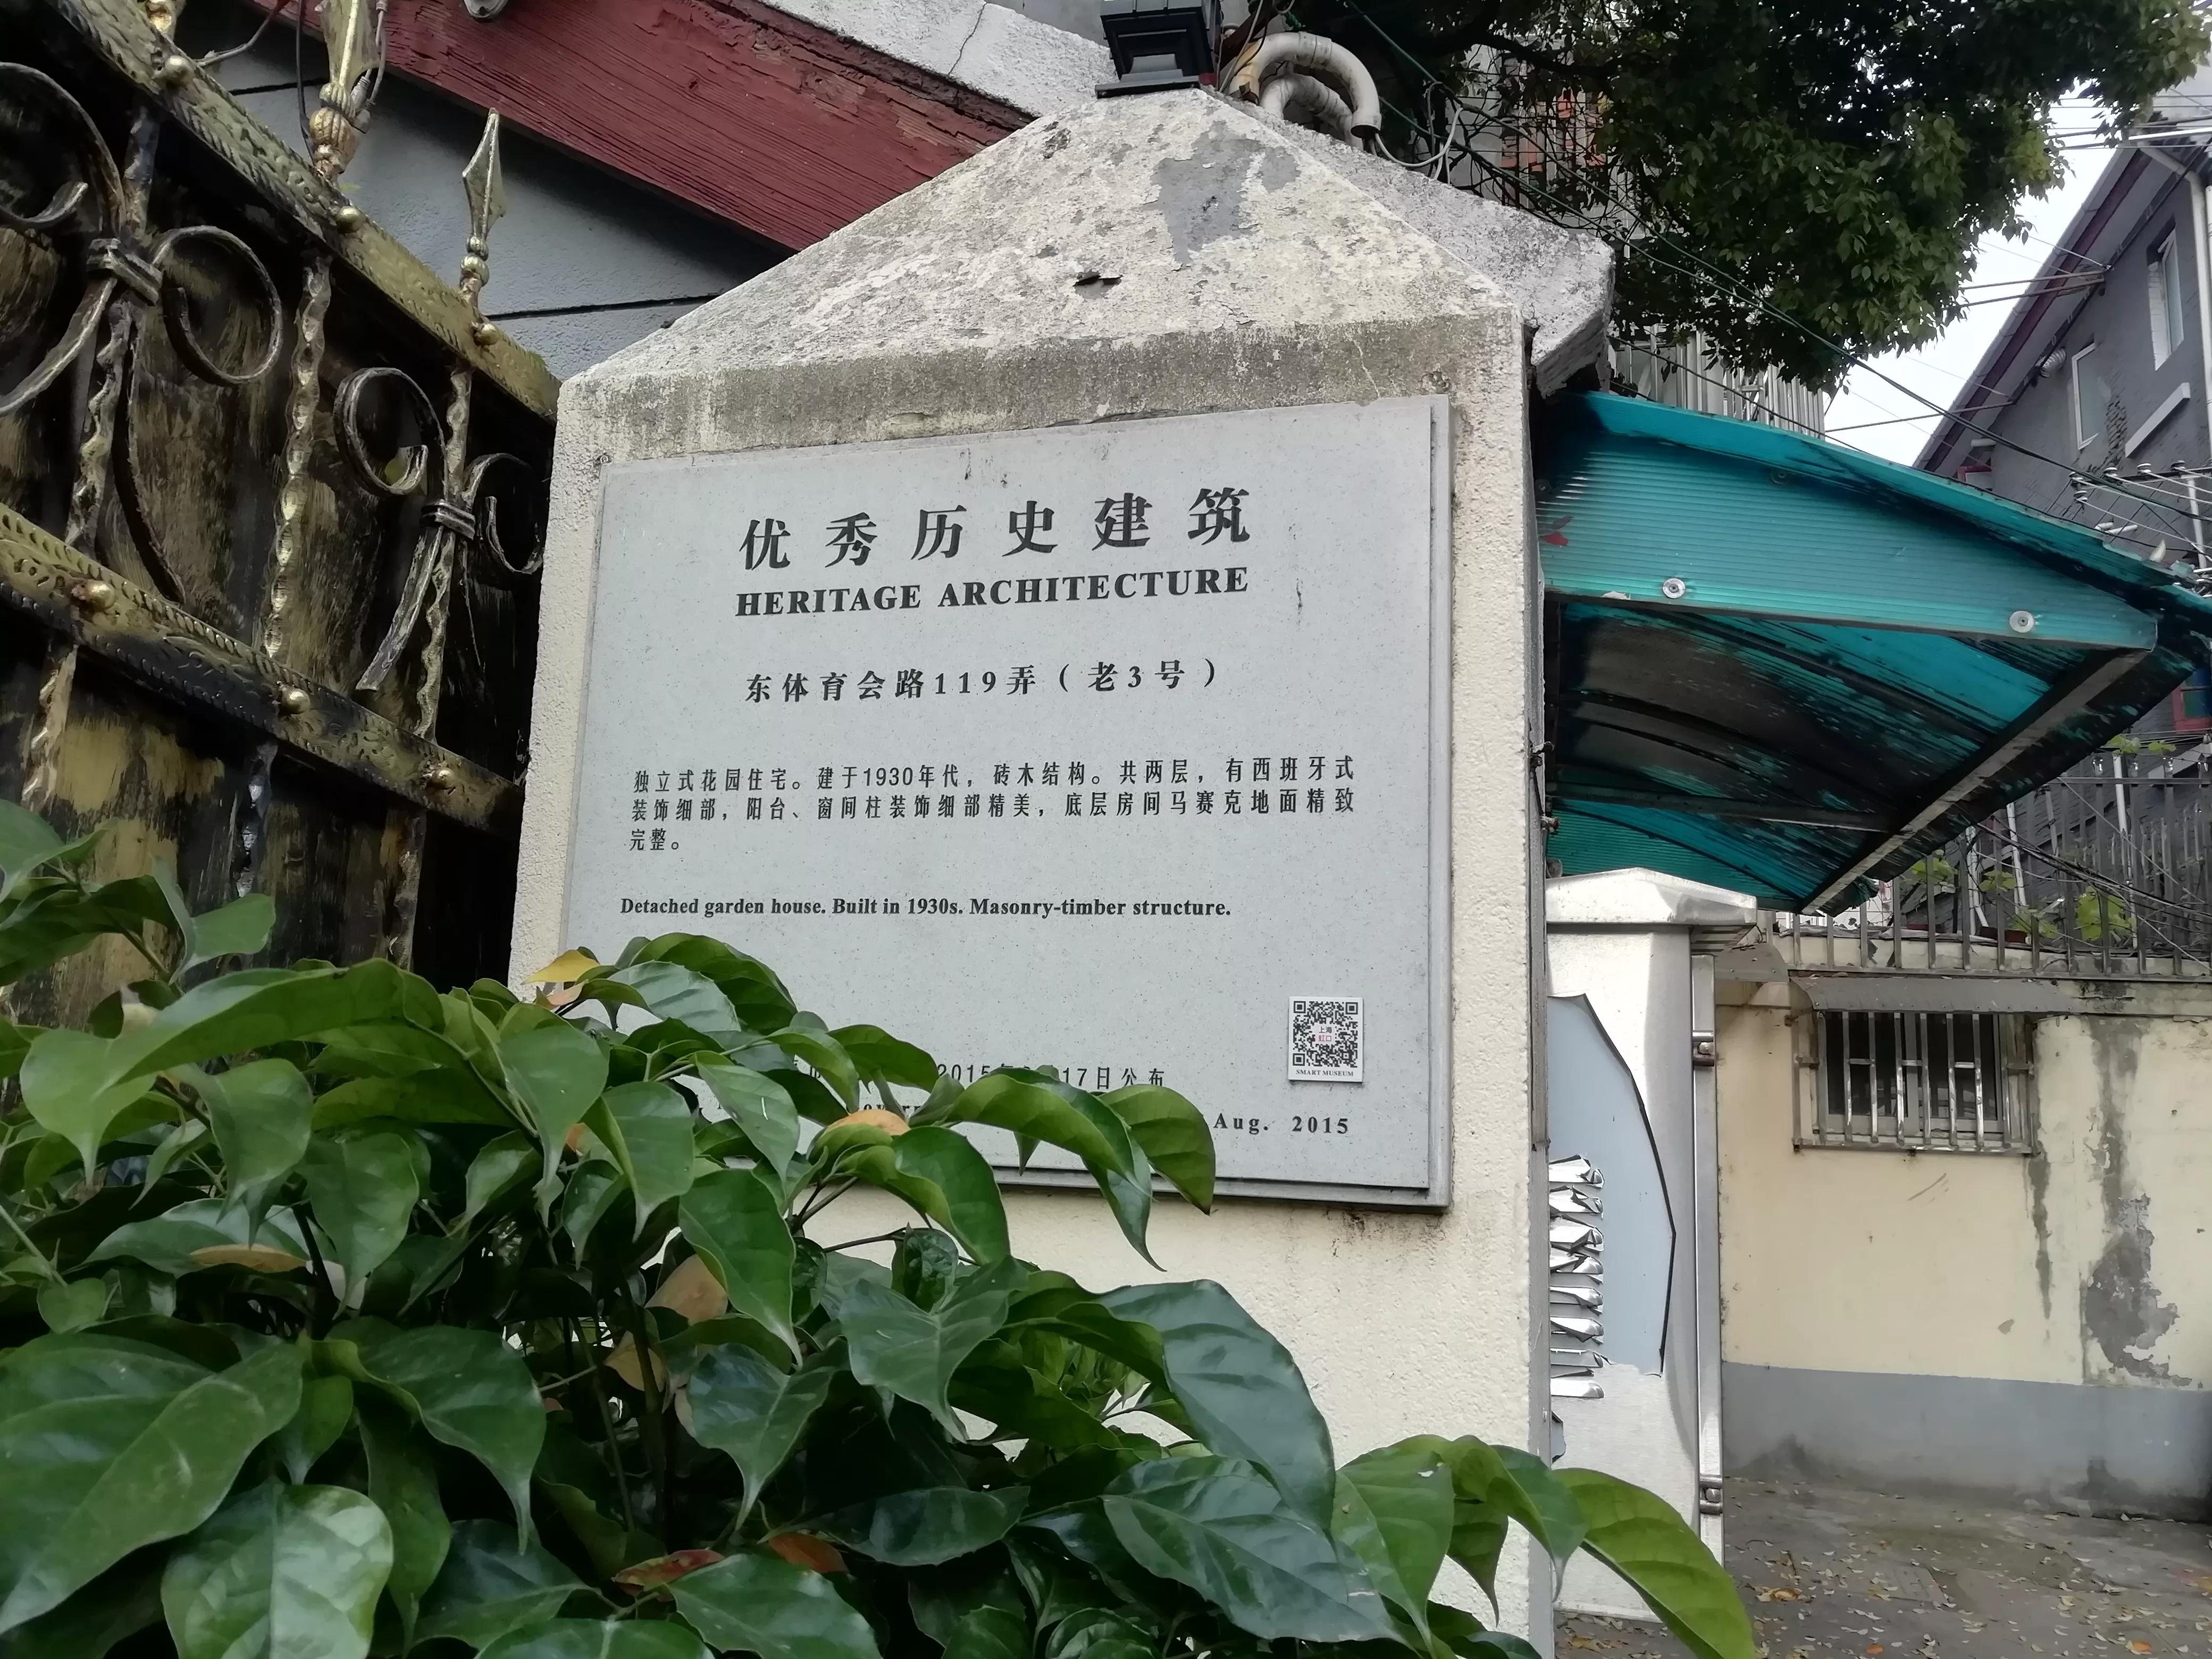 优秀历史建筑
HERITAGE ARCHITECTURE
东体育会路119弄（老3号）
独立式花园住宅。建于1930年代，砖木结构。共两层，有西班牙式
装饰细部，阳台、窗间柱装饰细部精美，底层房间马赛克地面精致
完整。
Detached garden house. Built in 1930s. Masonry-timber structure.
上海
虹口
SMART MUSEUM
2015年 17日公布
Aug. 2015